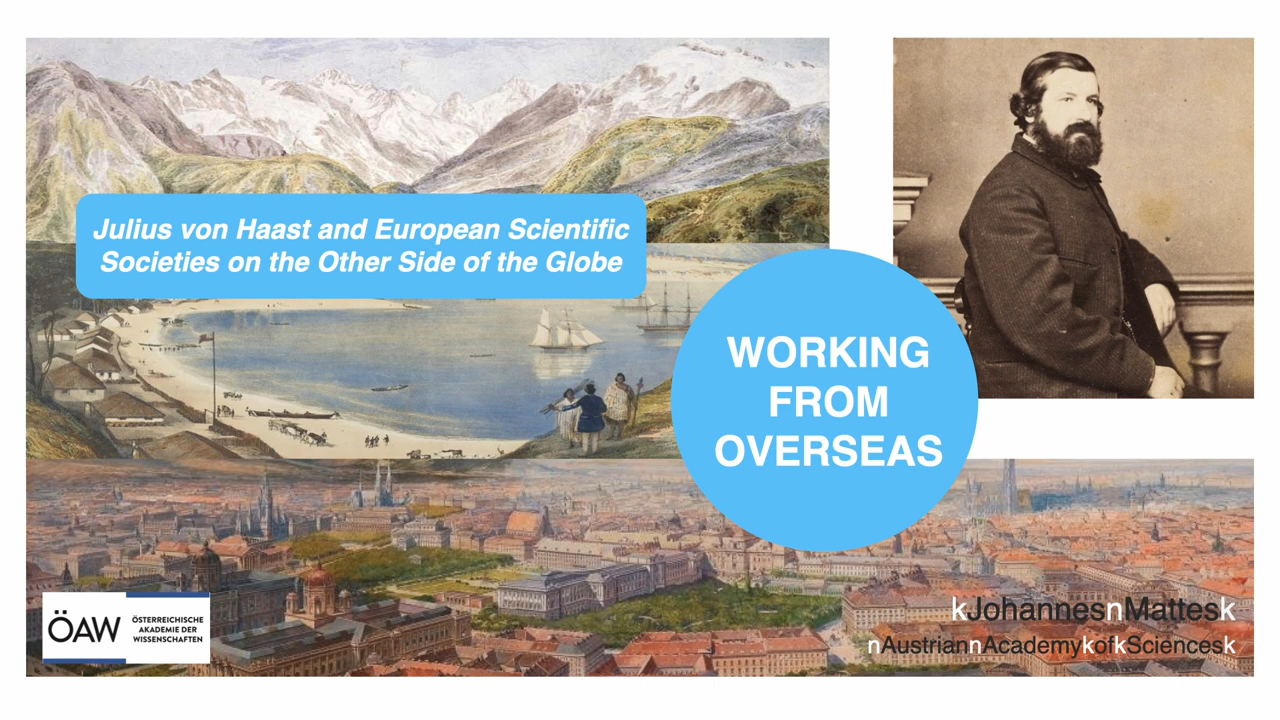 Julius von Haast and European Scientific
Societies on the Other Side of the Globe
WORKING
FROM
OVERSEAS
ÖAW
ÖSTERREICHISCHE
AKADEMIE DER
WISSENSCHAFTEN
kJohannesnMattesk
nAustriannAcademykofkSciencesk